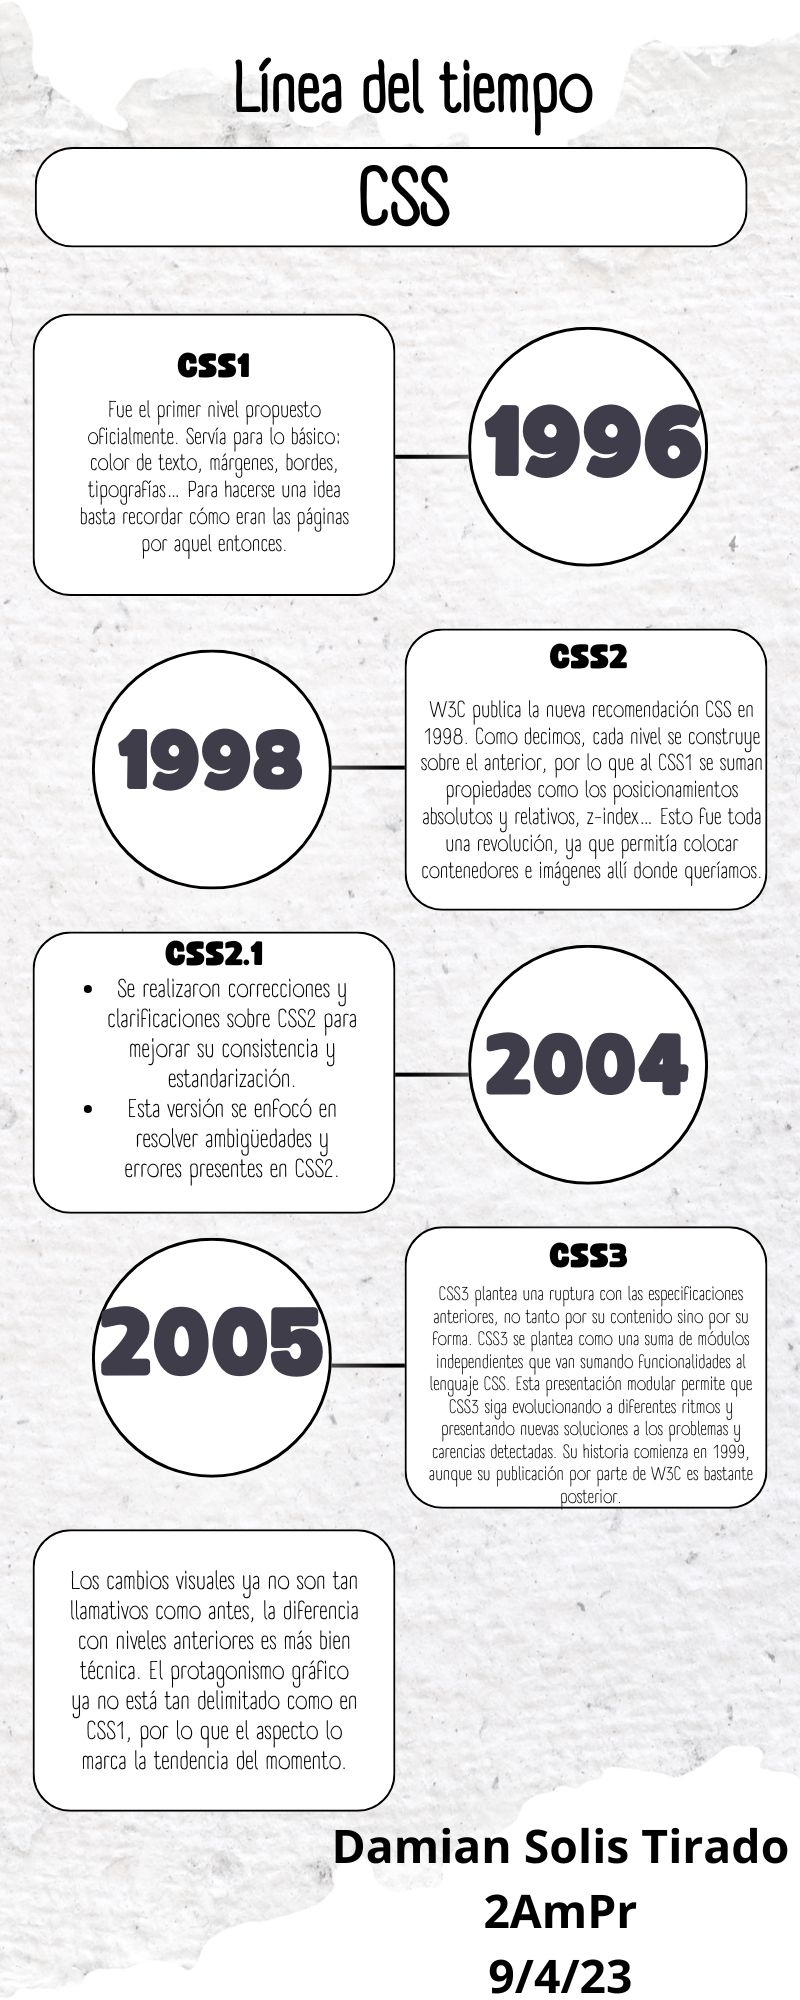 Línea del tiempo
CSS
CSS1
Fue el primer nivel propuesto
oficialmente. Servía para lo básico:
color de texto, márgenes, bordes,
tipografías... Para hacerse una idea
basta recordar cómo eran las páginas
por aquel entonces.
1996
1998
CSS2
W3C publica la nueva recomendación CSS en
1998. Como decimos, cada nivel se construye
sobre el anterior, por lo que al CSS1 se suman
propiedades como los posicionamientos
absolutos y relativos, z-index... Esto fue toda
una revolución, ya que permitía colocar
contenedores e imágenes allí donde queríamos.
CSS2.1
• Se realizaron correcciones y
clarificaciones sobre CSS2 para
mejorar su consistencia y
estandarización.
• Esta versión se enfocó en
resolver ambigüedades y
errores presentes en CSS2.
2004
2005
CSS3
CSS3 plantea una ruptura con las especificaciones
anteriores, no tanto por su contenido sino por su
forma. CSS3 se plantea como una suma de módulos
independientes que van sumando funcionalidades al
lenguaje CSS. Esta presentación modular permite que
CSS3 siga evolucionando a diferentes ritmos y
presentando nuevas soluciones a los problemas y
carencias detectadas. Su historia comienza en 1999,
aunque su publicación por parte de W3C es bastante
posterior.
Los cambios visuales ya no son tan
llamativos como antes, la diferencia
con niveles anteriores es más bien
técnica. El protagonismo gráfico
ya no está tan delimitado como en
CSS1, por lo que el aspecto lo
marca la tendencia del momento.
Damian Solis Tirado
2AmPr
9/4/23